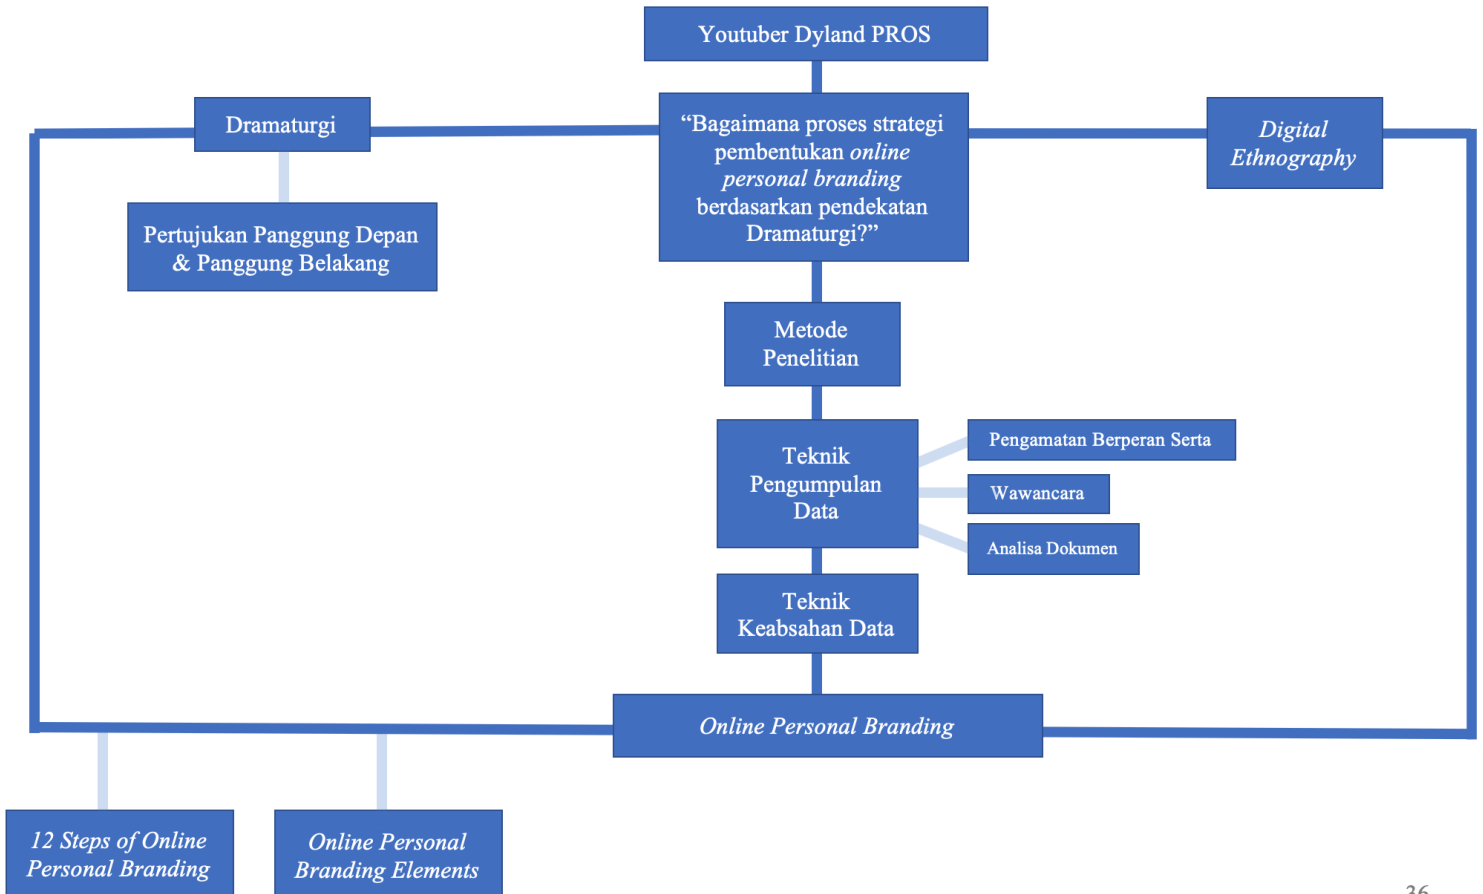 Youtuber Dyland PROS
Dramaturgi
“Bagaimana proses strategi
pembentukan online
personal branding
berdasarkan pendekatan
Dramaturgi?”
Digital
Ethnography
Pertujukan Panggung Depan
& Panggung Belakang
Metode
Penelitian
Teknik
Pengumpulan
Data
Pengamatan Berperan Serta
Wawancara
Analisa Dokumen
Teknik
Keabsahan Data
Online Personal Branding
12 Steps of Online
Personal Branding
Online Personal
Branding Elements
36